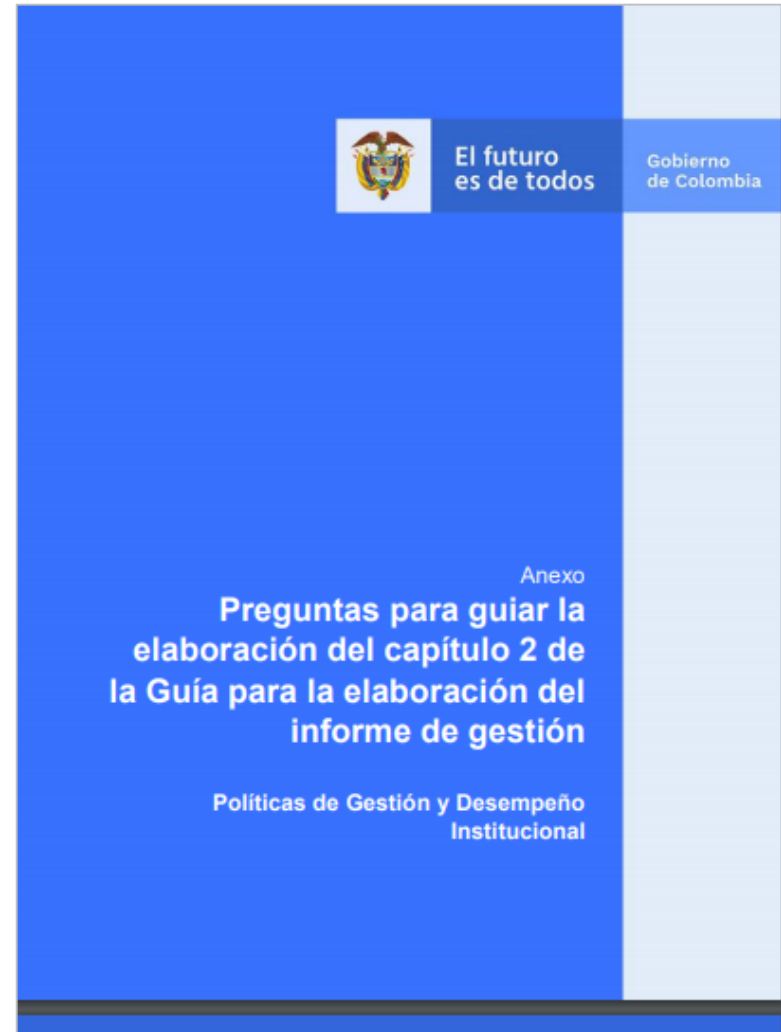 El futuro
es de todos
Gobierno
de Colombia
Anexo
Preguntas para guiar la
elaboración del capítulo 2 de
la Guía para la elaboración del
informe de gestión
Políticas de Gestión y Desempeño
Institucional